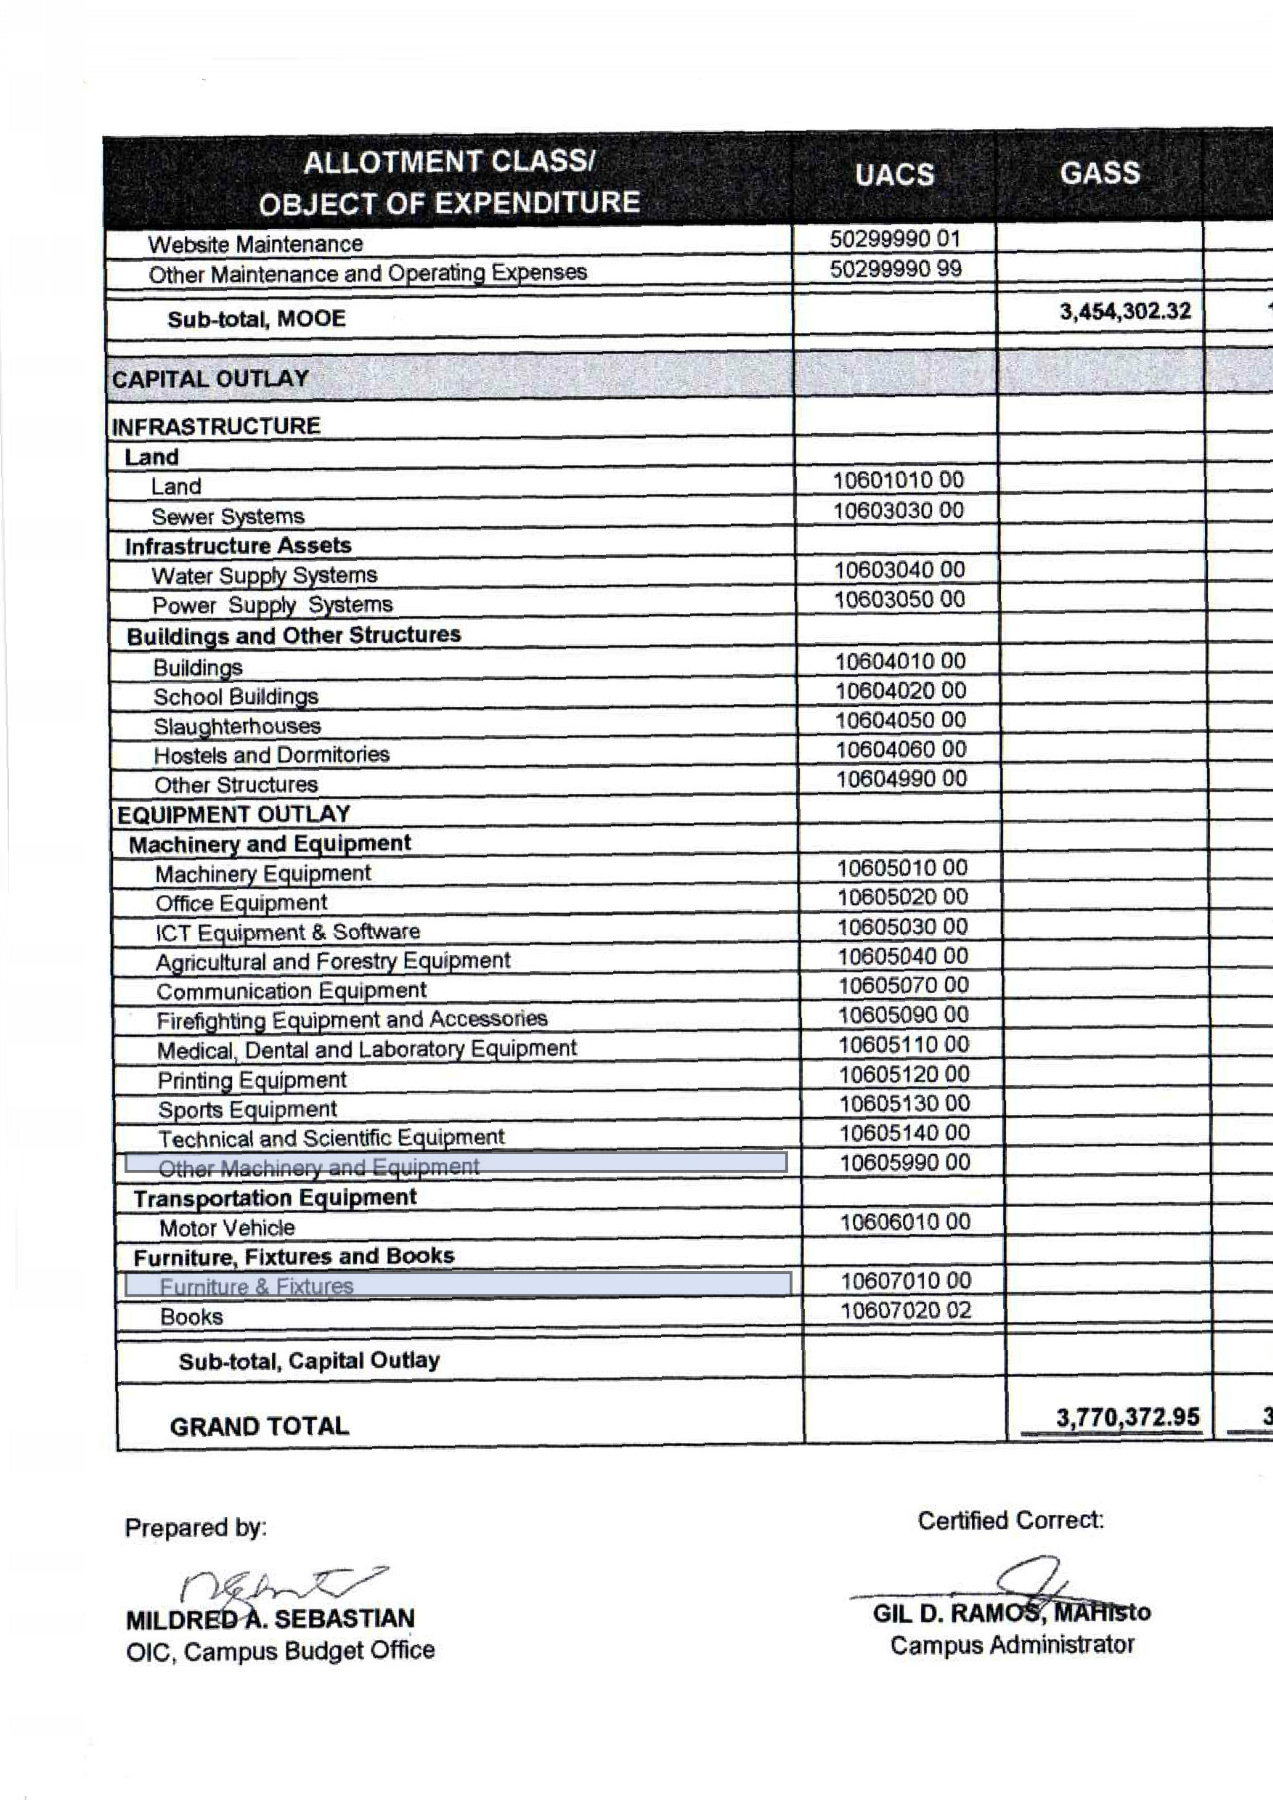 ALLOTMENT CLASS/ OBJECT OF EXPENDITURE UACS GASS
Website Maintenance 50299990 01
Other Maintenance and Operating Expenses 50299990 99
Sub-total, MOOE 3,454,302.32
CAPITAL OUTLAY
INFRASTRUCTURE
Land
Land 10601010 00
Sewer Systems 10603030 00
Infrastructure Assets
Water Supply Systems 10603040 00
Power Supply Systems 10603050 00
Buildings and Other Structures
Buildings 10604010 00
School Buildings 10604020 00
Slaughterhouses 10604050 00
Hostels and Dormitories 10604060 00
Other Structures 10604990 00
EQUIPMENT OUTLAY
Machinery and Equipment
Machinery Equipment 10605010 00
Office Equipment 10605020 00
ICT Equipment & Software 10605030 00
Agricultural and Forestry Equipment 10605040 00
Communication Equipment 10605070 00
Firefighting Equipment and Accessories 10605090 00
Medical, Dental and Laboratory Equipment 10605110 00
Printing Equipment 10605120 00
Sports Equipment 10605130 00
Technical and Scientific Equipment 10605140 00
Other Machinery and Equipment 10605990 00
Transportation Equipment
Motor Vehicle 10606010 00
Furniture, Fixtures and Books
Furniture & Fixtures 10607010 00
Books 10607020 02
Sub-total, Capital Outlay
GRAND TOTAL 3,770,372.95 3
Prepared by: Certified Correct:
MILDRED A. SEBASTIAN GIL D. RAMOS, MAHisto
OIC, Campus Budget Office Campus Administrator